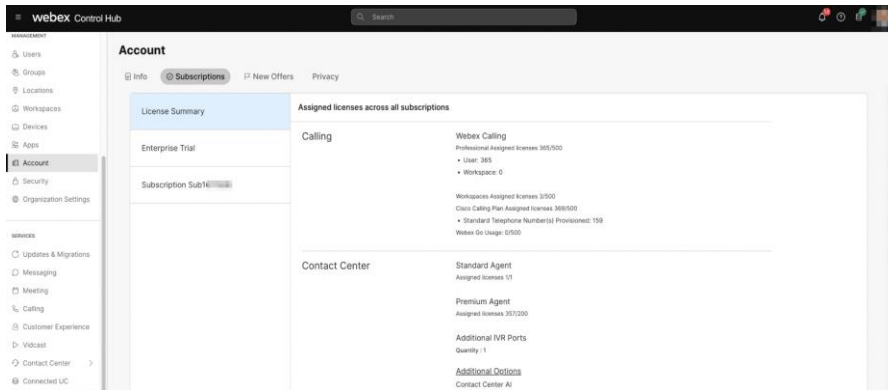 webex Control Hub
Search
MANAGEMENT
Users
Groups
Locations
Workspaces
Devices
Apps
Account
Security
Organization Settings
SERVICES
Updates & Migrations
Messaging
Meeting
Calling
Customer Experience
Vidcast
Contact Center
Connected UC
Account
Info
Subscriptions
New Offers
Privacy
License Summary
Enterprise Trial
Subscription Sub16
Assigned licenses across all subscriptions
Calling
Webex Calling
Professional Assigned licenses 365/500
• User: 365
• Workspace: 0
Workspaces Assigned licenses 3/500
Cisco Calling Plan Assigned licenses 368/500
• Standard Telephone Number(s) Provisioned: 159
Webex Go Usage: 0/500
Contact Center
Standard Agent
Assigned licenses 1/1
Premium Agent
Assigned licenses 357/200
Additional IVR Ports
Quantity : 1
Additional Options
Contact Center AI